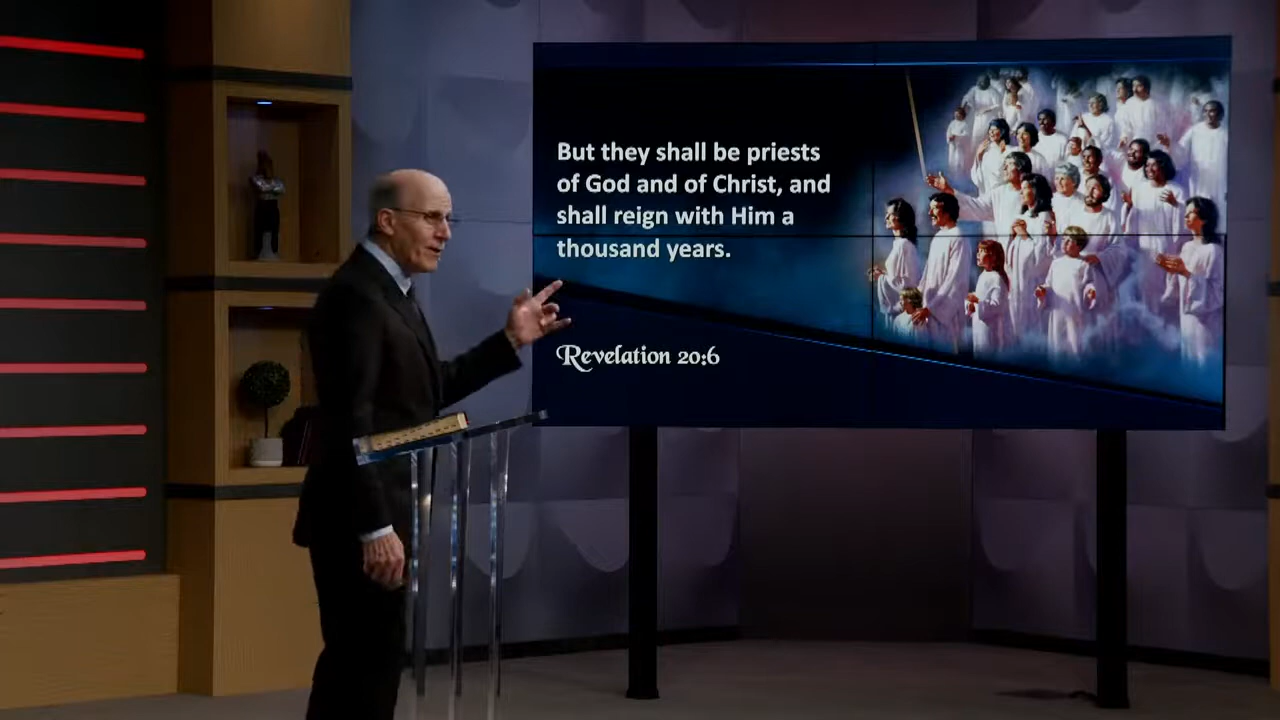 But they shall be priests
of God and of Christ, and
shall reign with Him a
thousand years.
Revelation 20:6